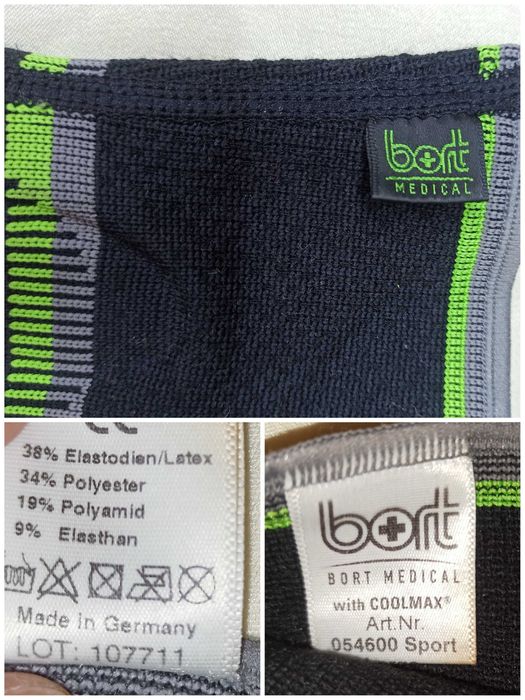 bort
MEDICAL
CE
38% Elastodien/Latex
34% Polyester
19% Polyamid
9% Elasthan
Made in Germany
LOT: 107711
bort
BORT MEDICAL
with COOLMAX®
Art.Nr.
054600 Sport